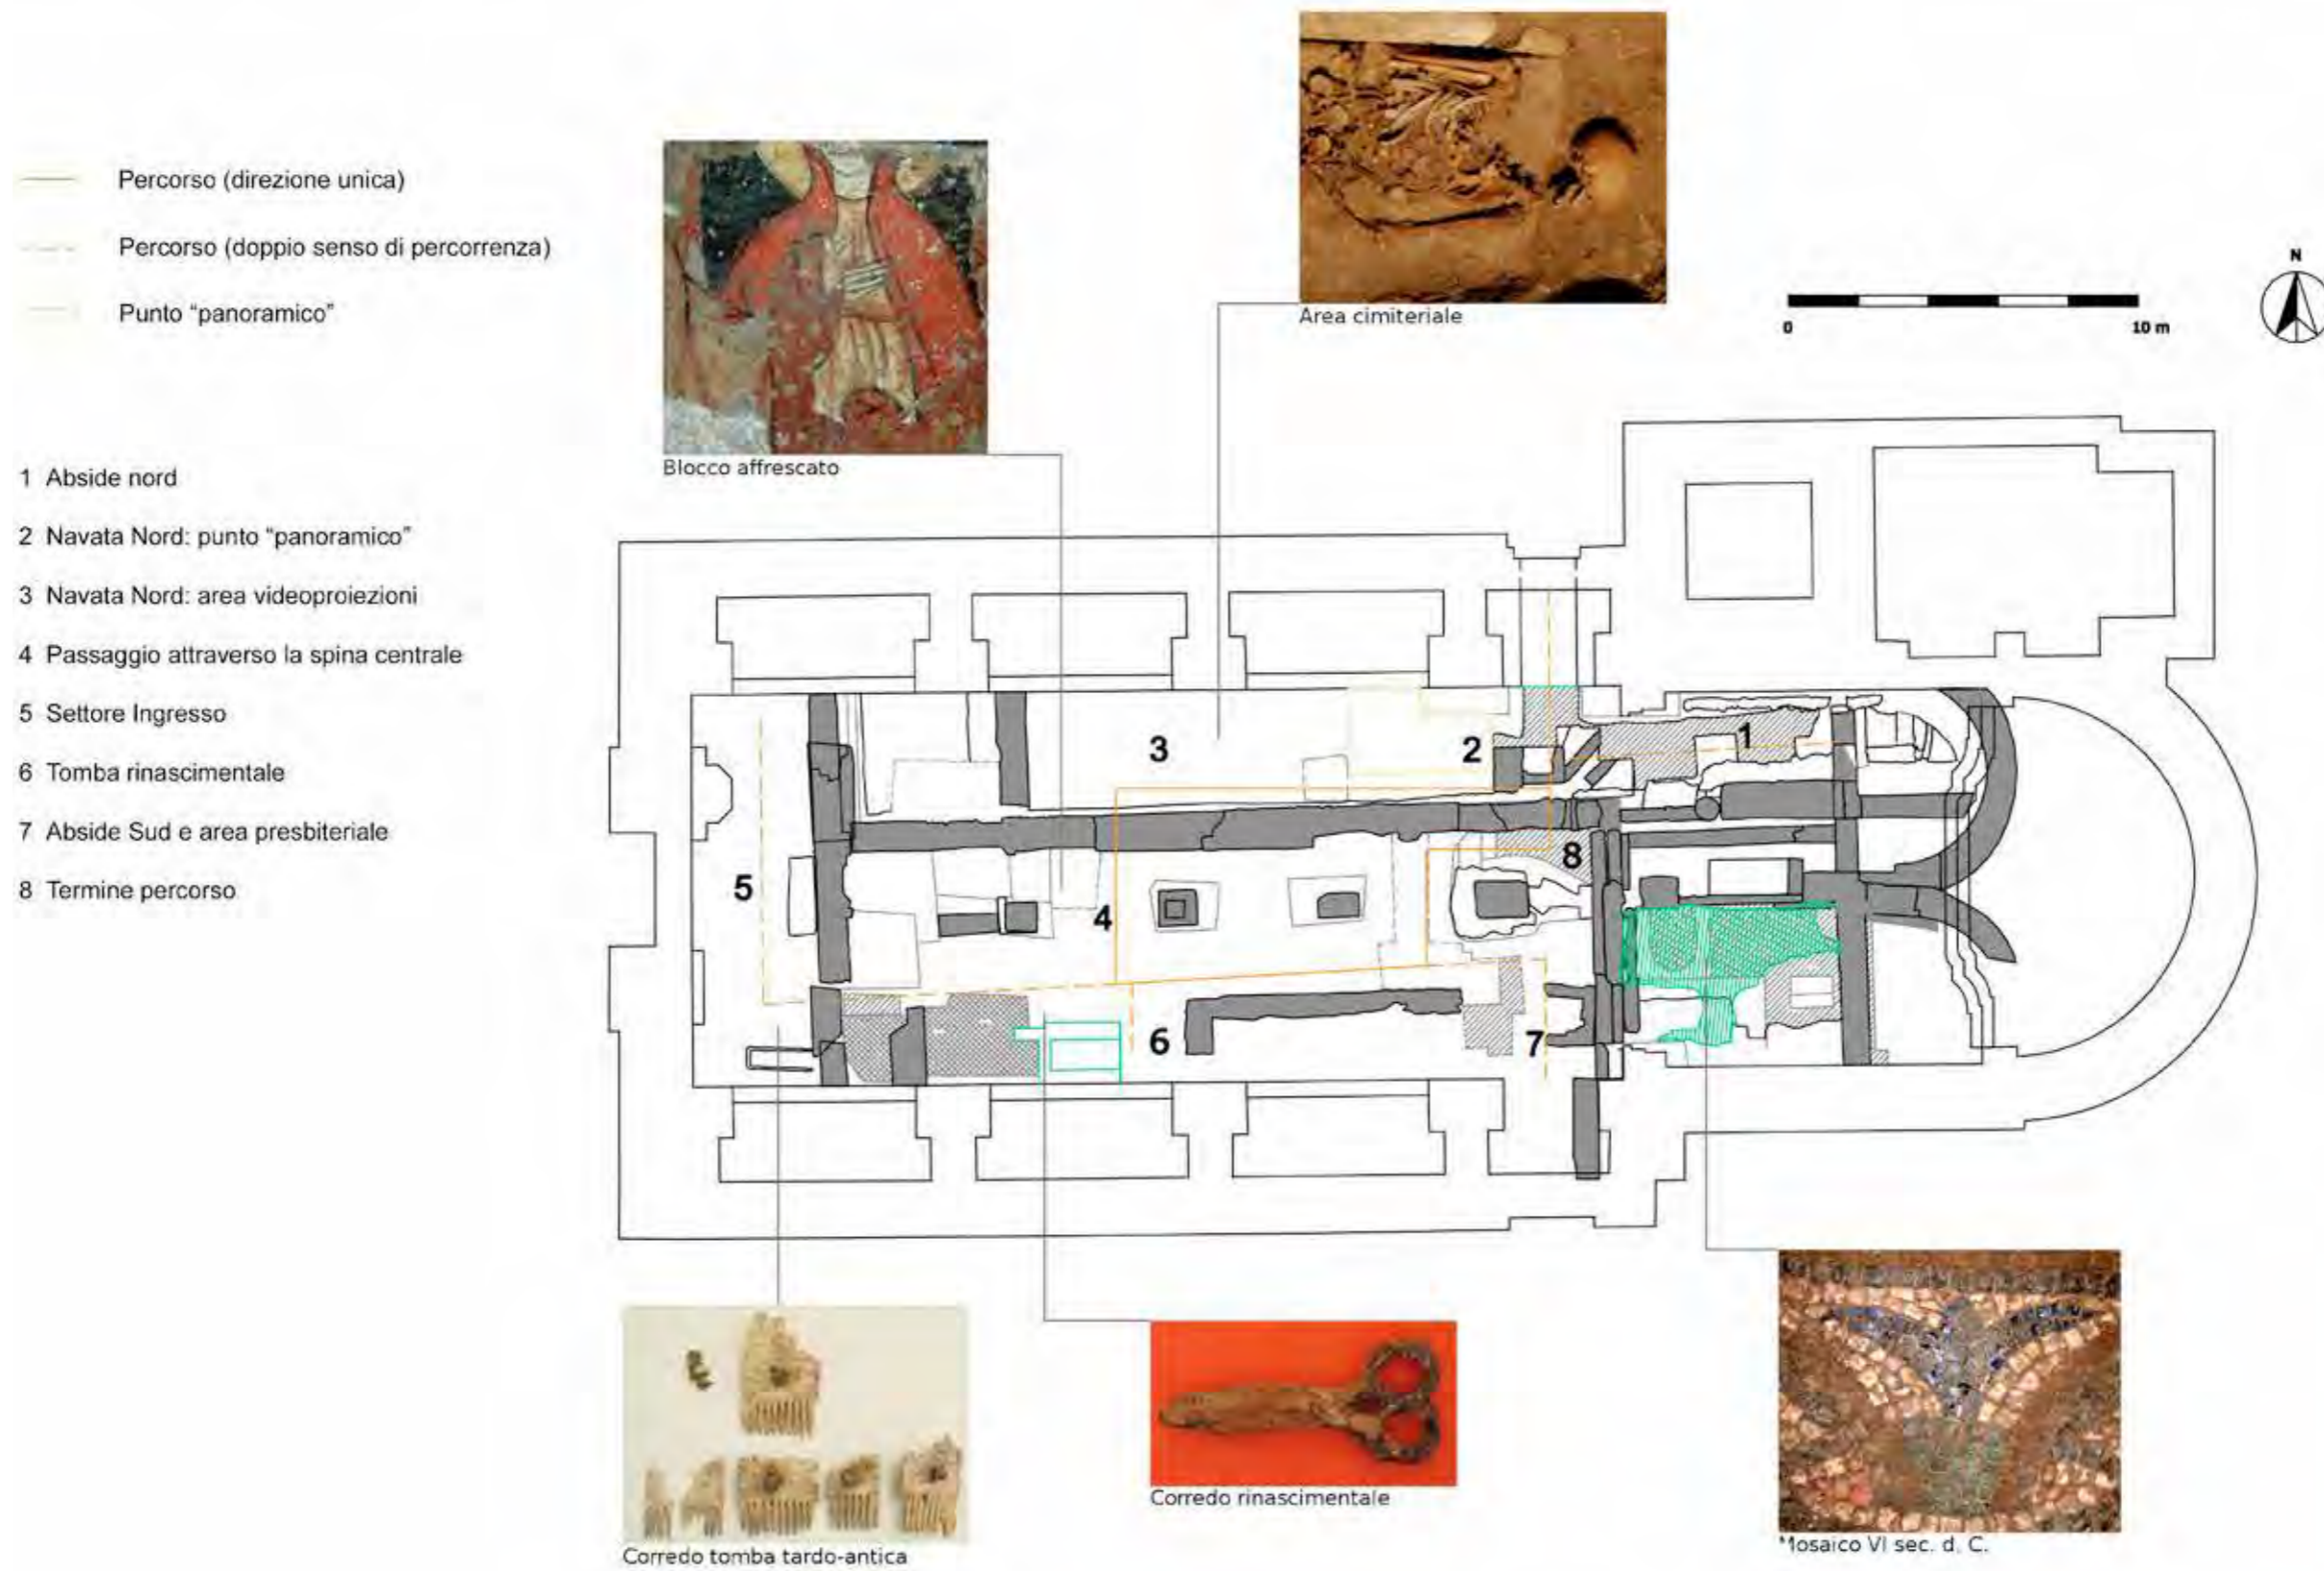 Percorso (direzione unica)
Percorso (doppio senso di percorrenza)
Punto “panoramico”
1 Abside nord
2 Navata Nord: punto “panoramico”
3 Navata Nord: area videoproiezioni
4 Passaggio attraverso la spina centrale
5 Settore Ingresso
6 Tomba rinascimentale
7 Abside Sud e area presbiteriale
8 Termine percorso
Blocco affrescato
Area cimiteriale
0 10 m
N
1
2
3
4
5
6
7
8
Corredo tomba tardo-antica
Corredo rinascimentale
Mosaico VI sec. d. C.